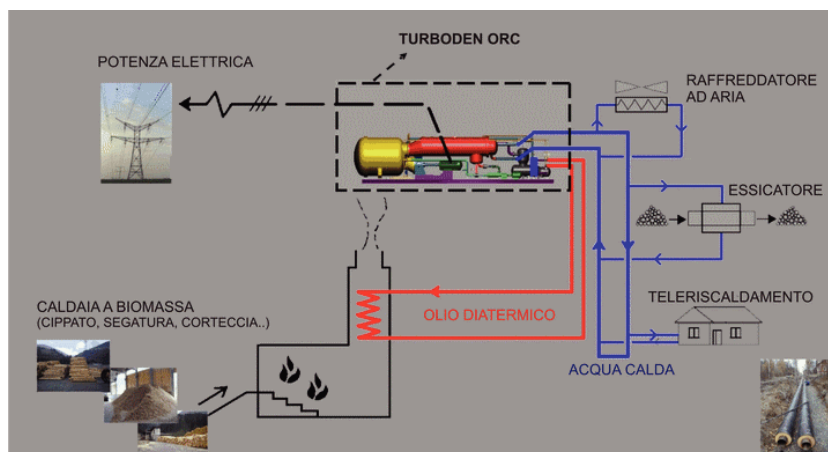 TURBODEN ORC
POTENZA ELETTRICA
RAFFREDDATORE
AD ARIA
ESSICATORE
CALDAIA A BIOMASSA
(CIPPATO, SEGATURA, CORTECCIA..)
OLIO DIATERMICO
TELERISCALDAMENTO
ACQUA CALDA